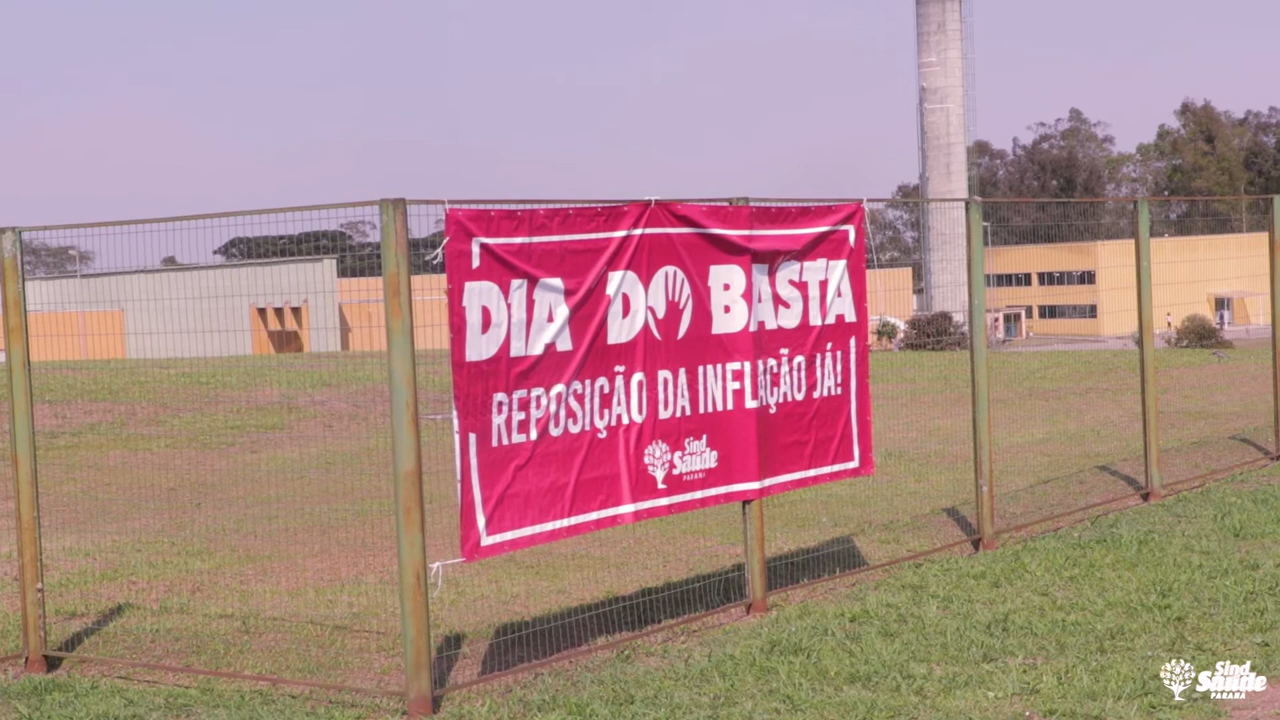 DIA DO BASTA
REPOSIÇÃO DA INFLAÇÃO JÁ!
Sind
Saúde
PARANÁ
Sind
Saúde
PARANÁ